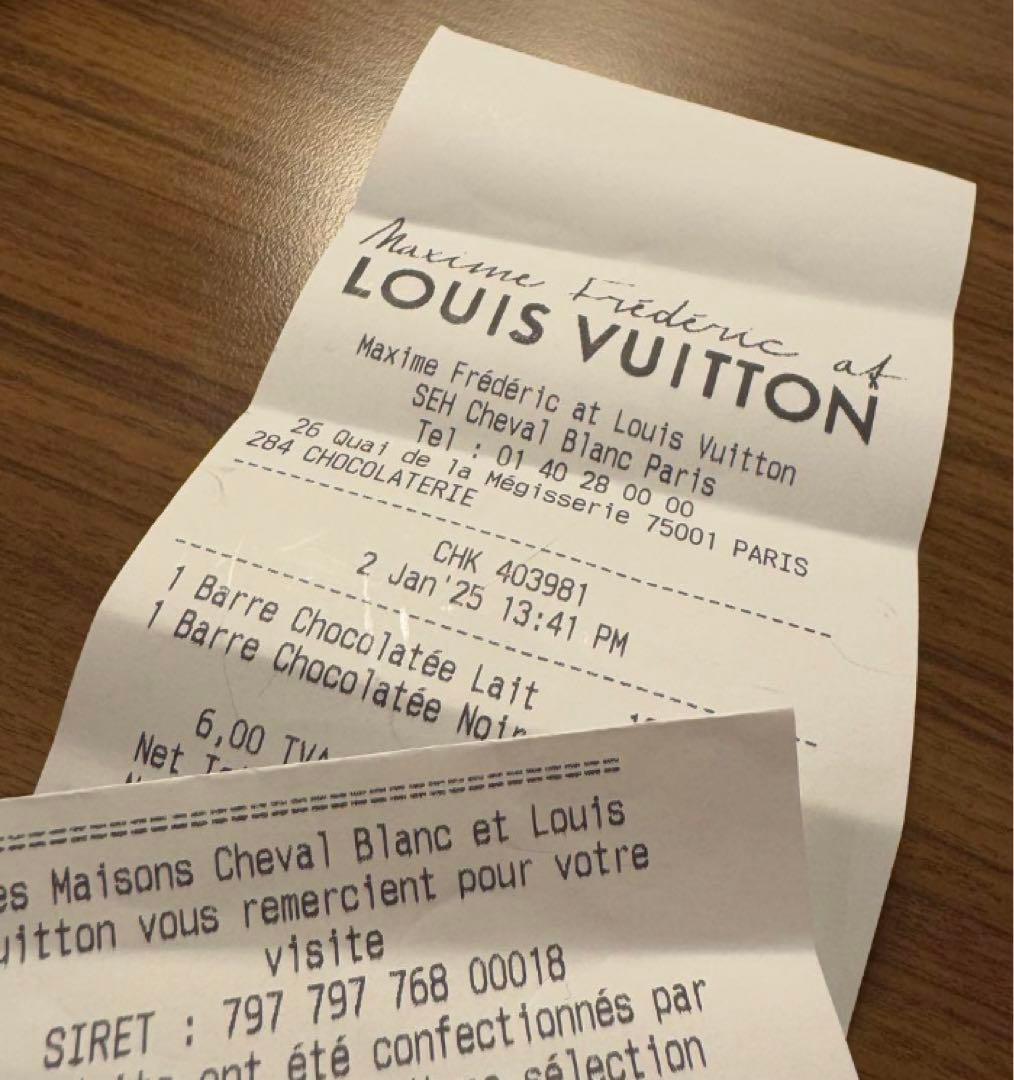 Maxime Frédéric at
LOUIS VUITTON
Maxime Frédéric at Louis Vuitton
SEH Cheval Blanc Paris
Tel : 01 40 28 00 00
26 Quai de la Mégisserie 75001 PARIS
284 CHOCOLATERIE
CHK 403981
2 Jan'25 13:41 PM
1 Barre Chocolatée Lait
1 Barre Chocolatée Noir
6,00 TVA
Net
Maisons Cheval Blanc et Louis
vous remercient pour votre
visite
SIRET : 797 797 768 00018
ont été confectionnés par
sélection